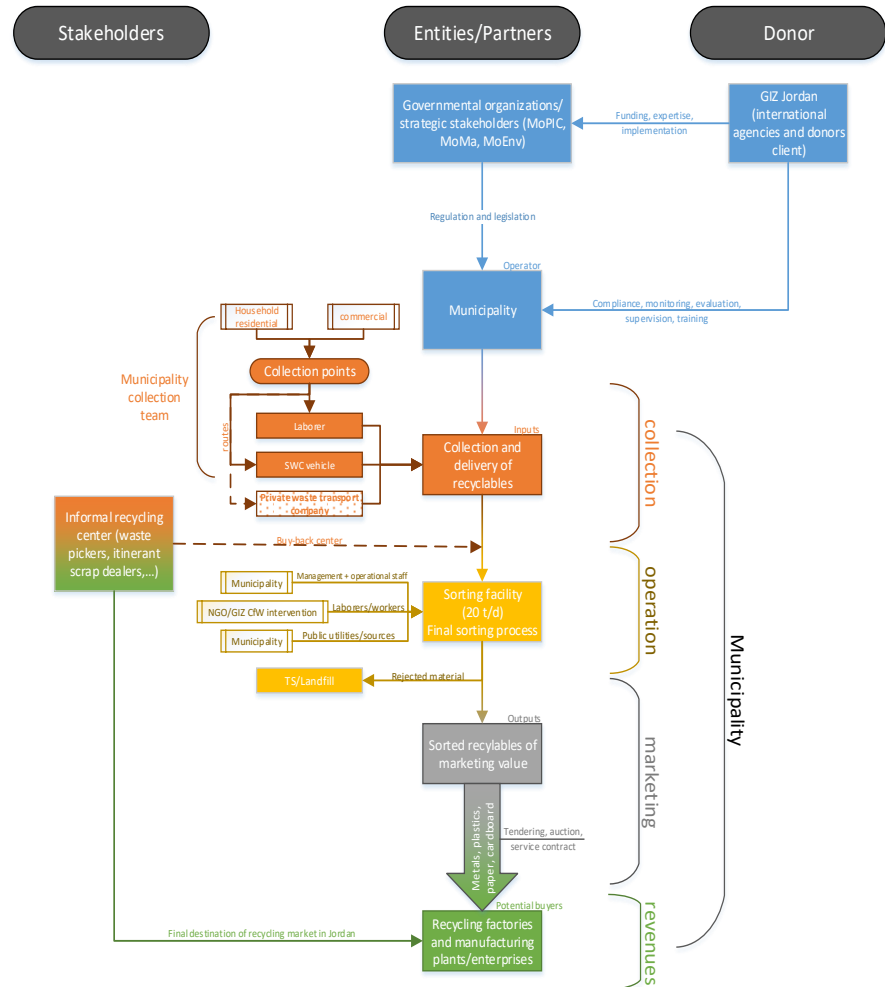 Stakeholders
Entities/Partners
Donor
Governmental organizations/
strategic stakeholders (MoPIC,
MoMa, MoEnv)
Funding, expertise,
implementation
GIZ Jordan
(international
agencies and donors
client)
Regulation and legislation
Operator
Municipality
Compliance, monitoring, evaluation,
supervision, training
Household
residential
commercial
Collection points
Municipality
collection
team
routes
Laborer
SWC vehicle
Private waste transport
company
Inputs
Collection and
delivery of
recyclables
collection
Informal recycling
center (waste
pickers, itinerant
scrap dealers,...)
Buy-back center
Municipality
Management + operational staff
NGO/GIZ CfW intervention
Laborers/workers
Municipality
Public utilities/sources
Sorting facility
(20 t/d)
Final sorting process
operation
Municipality
TS/Landfill
Rejected material
Outputs
Sorted recylables of
marketing value
marketing
Metals, plastics,
paper, cardboard
Tendering, auction,
service contract
Potential buyers
Recycling factories
and manufacturing
plants/enterprises
Final destination of recycling market in Jordan
revenues